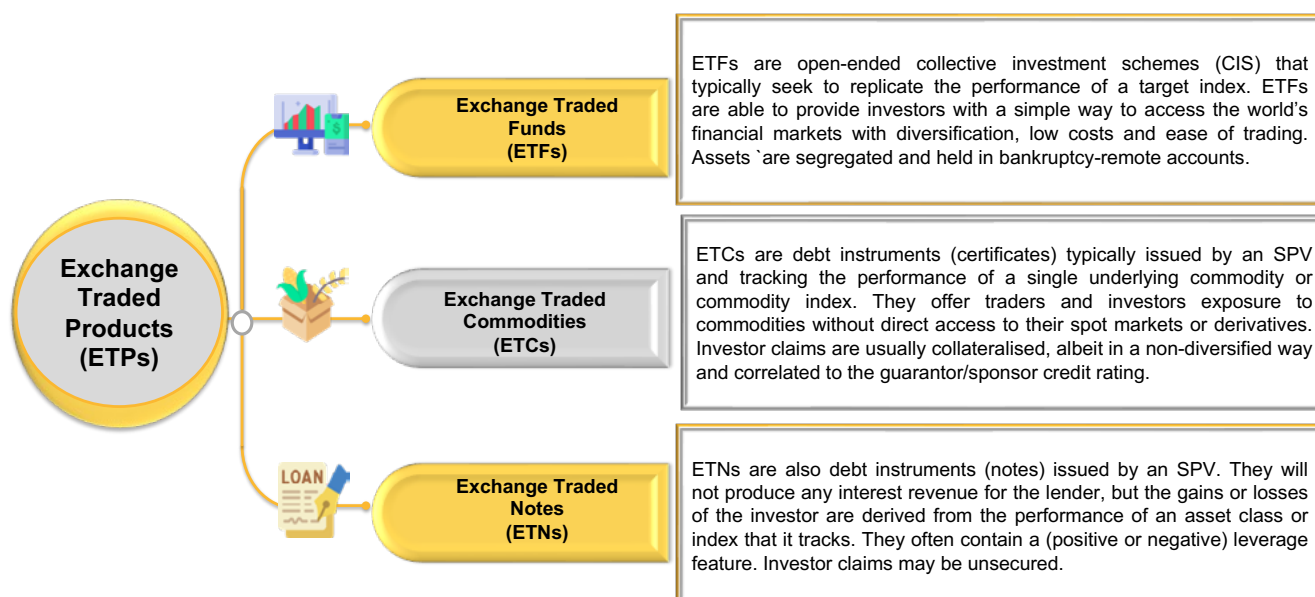 Exchange
Traded
Products
(ETPs)
Exchange Traded
Funds
(ETFs)
ETFs are open-ended collective investment schemes (CIS) that
typically seek to replicate the performance of a target index. ETFs
are able to provide investors with a simple way to access the world’s
financial markets with diversification, low costs and ease of trading.
Assets `are segregated and held in bankruptcy-remote accounts.
Exchange Traded
Commodities
(ETCs)
ETCs are debt instruments (certificates) typically issued by an SPV
and tracking the performance of a single underlying commodity or
commodity index. They offer traders and investors exposure to
commodities without direct access to their spot markets or derivatives.
Investor claims are usually collateralised, albeit in a non-diversified way
and correlated to the guarantor/sponsor credit rating.
LOAN
Exchange Traded
Notes
(ETNs)
ETNs are also debt instruments (notes) issued by an SPV. They will
not produce any interest revenue for the lender, but the gains or losses
of the investor are derived from the performance of an asset class or
index that it tracks. They often contain a (positive or negative) leverage
feature. Investor claims may be unsecured.